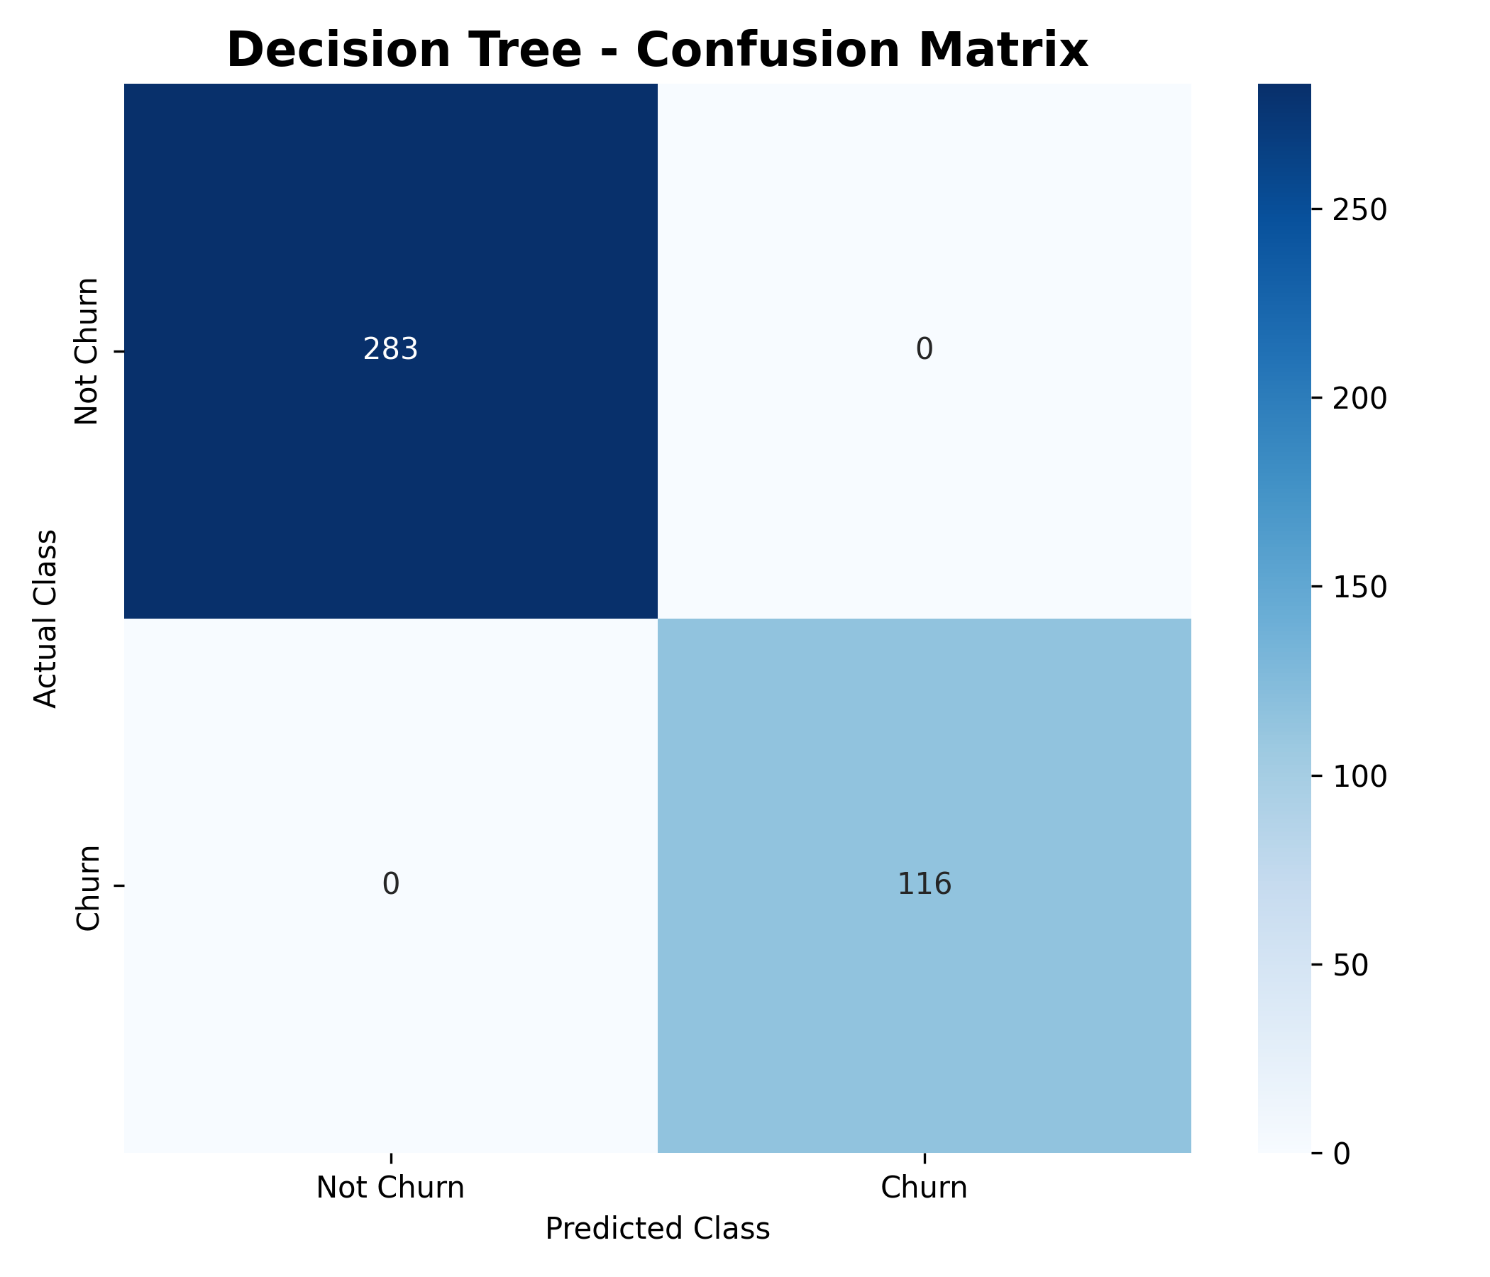 Decision Tree - Confusion Matrix
Actual Class
Not Churn
Churn
283
0
0
116
Not Churn
Churn
Predicted Class
250
200
150
100
50
0